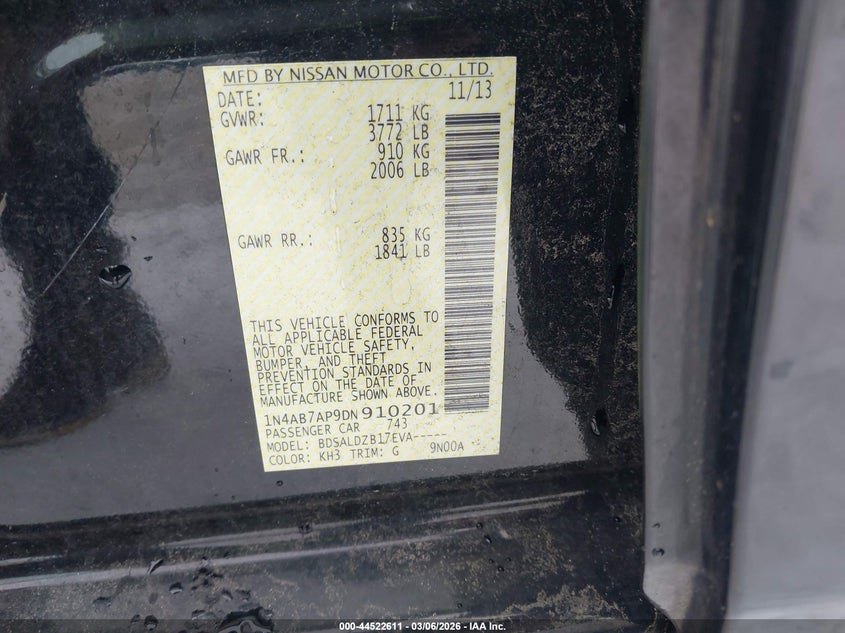 MFD BY NISSAN MOTOR CO., LTD.
DATE: 11/13
GVWR: 1711 KG
3772 LB
GAWR FR.: 910 KG
2006 LB
GAWR RR.: 835 KG
1841 LB
THIS VEHICLE CONFORMS TO
ALL APPLICABLE FEDERAL
MOTOR VEHICLE SAFETY,
BUMPER, AND THEFT
PREVENTION STANDARDS IN
EFFECT ON THE DATE OF
MANUFACTURE SHOWN ABOVE.
1N4AB7AP9DN910201
PASSENGER CAR 743
MODEL: BDSALDZB17EVA-----
COLOR: KH3 TRIM: G 9N00A
000-44522611 - 03/06/2026 - IAA Inc.